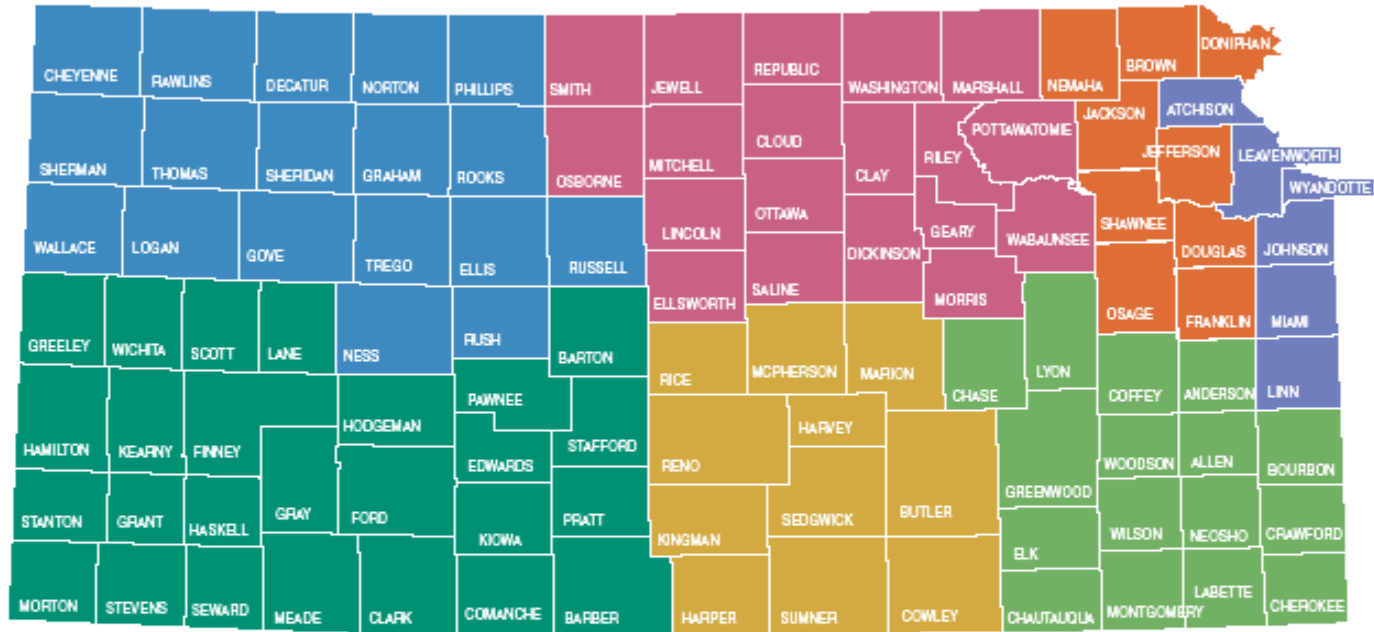 CHEYENNE
RAWLINS
DECATUR
NORTON
PHILLIPS
SMITH
JEWELL
REPUBLIC
WASHINGTON
MARSHALL
NEMAHA
BROWN
DONIPHAN
SHERMAN
THOMAS
SHERIDAN
GRAHAM
ROOKS
OSBORNE
MITCHELL
CLOUD
CLAY
RILEY
POTTAWATOMIE
JACKSON
ATCHISON
JEFFERSON
LEAVENWORTH
WYANDOTTE
WALLACE
LOGAN
GOVE
TREGO
ELLIS
RUSSELL
LINCOLN
OTTAWA
DICKINSON
GEARY
WABAUNSEE
SHAWNEE
DOUGLAS
JOHNSON
ELLSWORTH
SALINE
MORRIS
OSAGE
FRANKLIN
MIAMI
GREELEY
WICHITA
SCOTT
LANE
NESS
RUSH
BARTON
RICE
MCPHERSON
MARION
CHASE
LYON
COFFEY
ANDERSON
LINN
PAWNEE
HAMILTON
KEARNY
FINNEY
HODGEMAN
EDWARDS
STAFFORD
RENO
HARVEY
GREENWOOD
WOODSON
ALLEN
BOURBON
STANTON
GRANT
HASKELL
GRAY
FORD
KIOWA
PRATT
KINGMAN
SEDGWICK
BUTLER
ELK
WILSON
NEOSHO
CRAWFORD
MORTON
STEVENS
SEWARD
MEADE
CLARK
COMANCHE
BARBER
HARPER
SUMNER
COWLEY
CHAUTAUQUA
MONTGOMERY
LABETTE
CHEROKEE